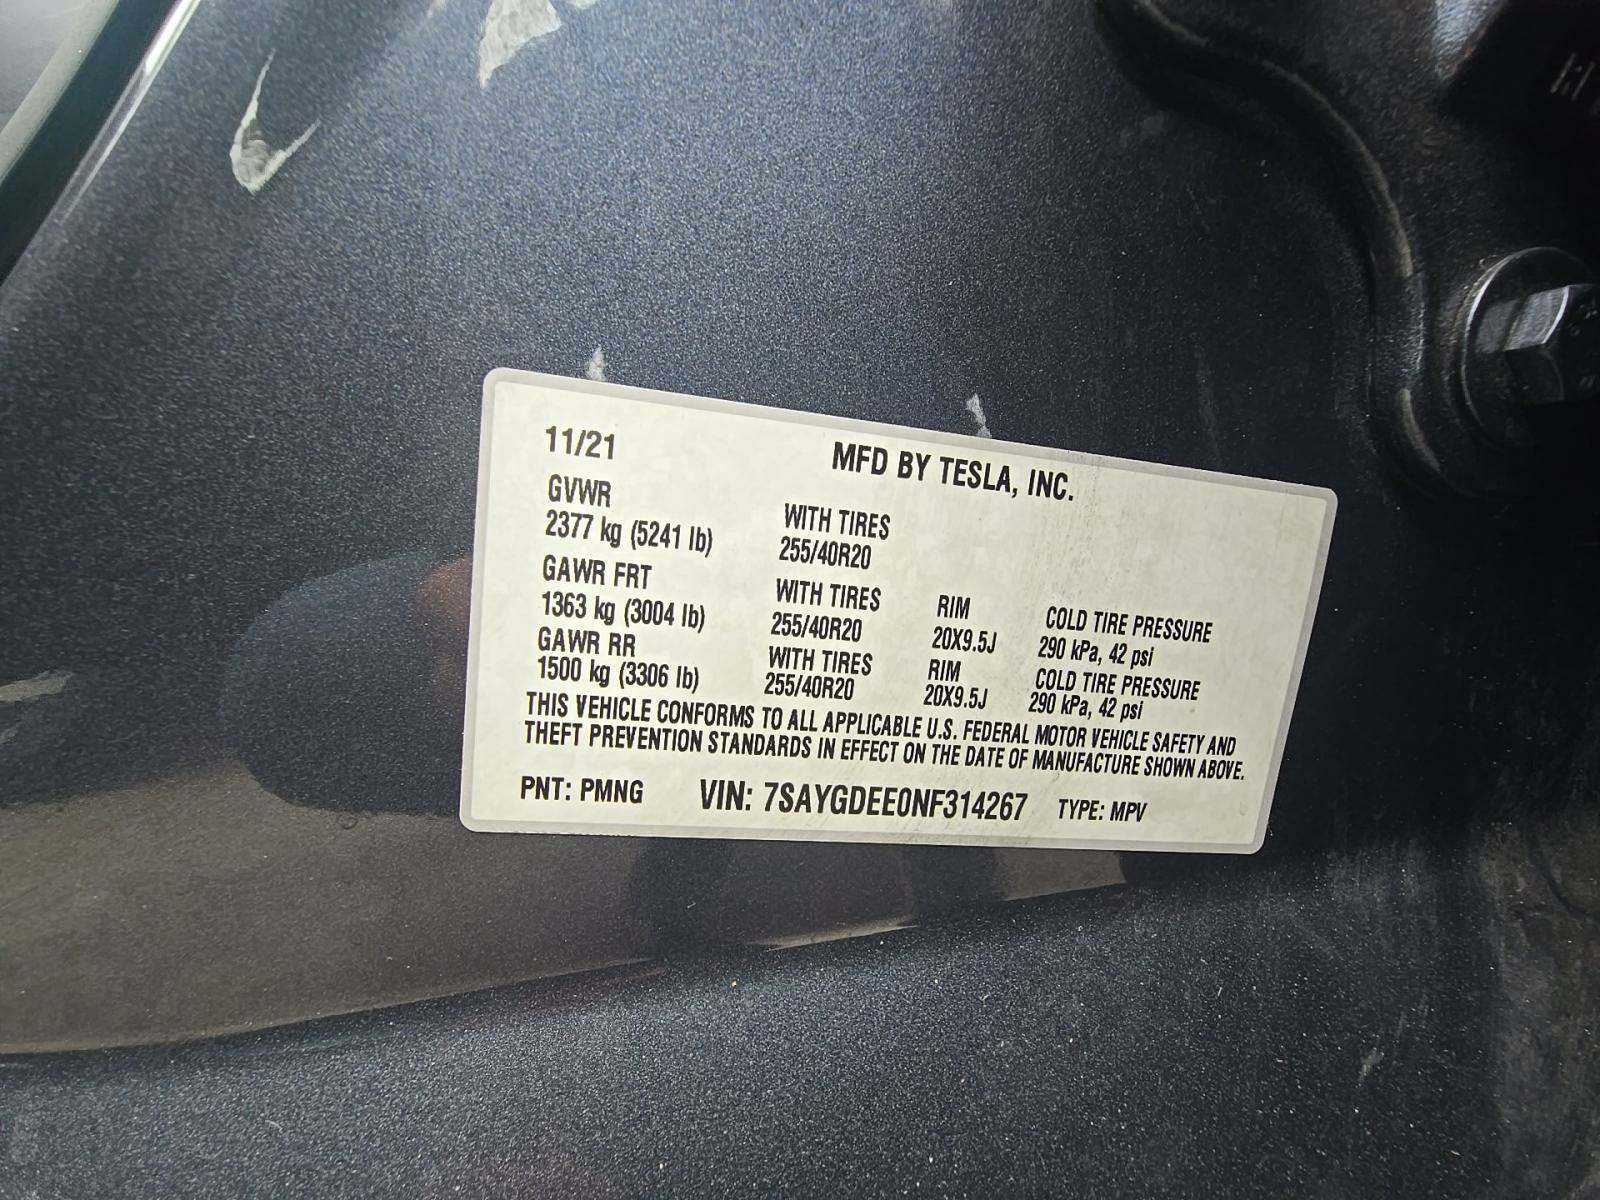 11/21 MFD BY TESLA, INC.
GVWR WITH TIRES
2377 kg (5241 lb) 255/40R20
GAWR FRT WITH TIRES RIM COLD TIRE PRESSURE
1363 kg (3004 lb) 255/40R20 20X9.5J 290 kPa, 42 psi
GAWR RR WITH TIRES RIM COLD TIRE PRESSURE
1500 kg (3306 lb) 255/40R20 20X9.5J 290 kPa, 42 psi
THIS VEHICLE CONFORMS TO ALL APPLICABLE U.S. FEDERAL MOTOR VEHICLE SAFETY AND
THEFT PREVENTION STANDARDS IN EFFECT ON THE DATE OF MANUFACTURE SHOWN ABOVE.
PNT: PMNG VIN: 7SAYGDEE0NF314267 TYPE: MPV